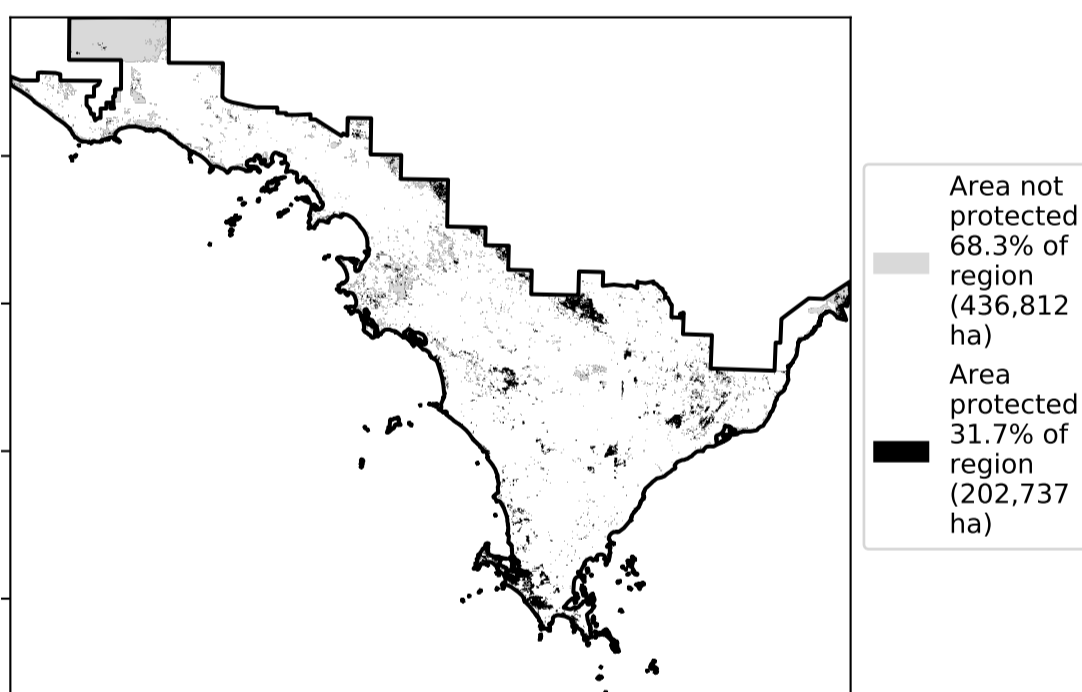 Area not
protected
68.3% of
region
(436,812
ha)
Area
protected
31.7% of
region
(202,737
ha)